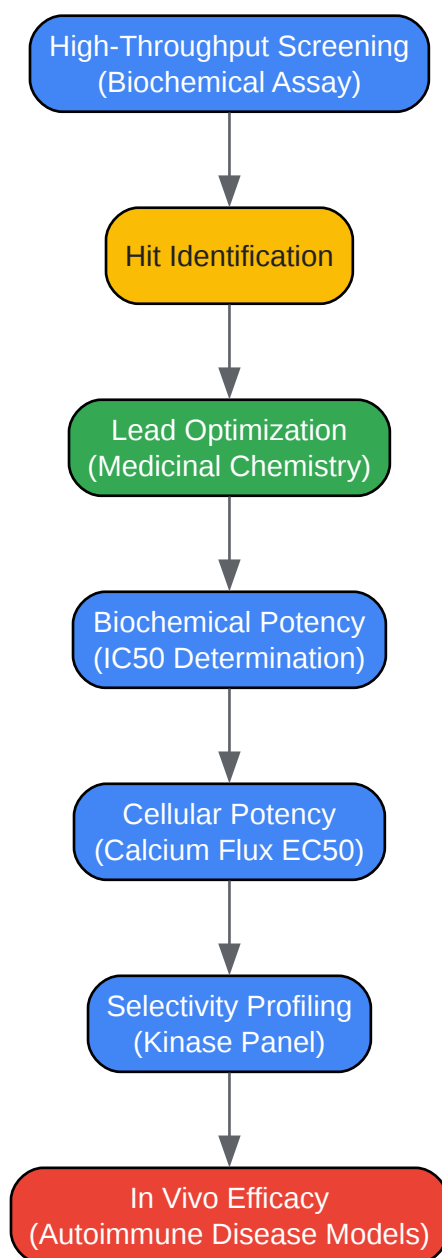 High-Throughput Screening
(Biochemical Assay)
Hit Identification
Lead Optimization
(Medicinal Chemistry)
Biochemical Potency
(IC50 Determination)
Cellular Potency
(Calcium Flux EC50)
Selectivity Profiling
(Kinase Panel)
In Vivo Efficacy
(Autoimmune Disease Models)